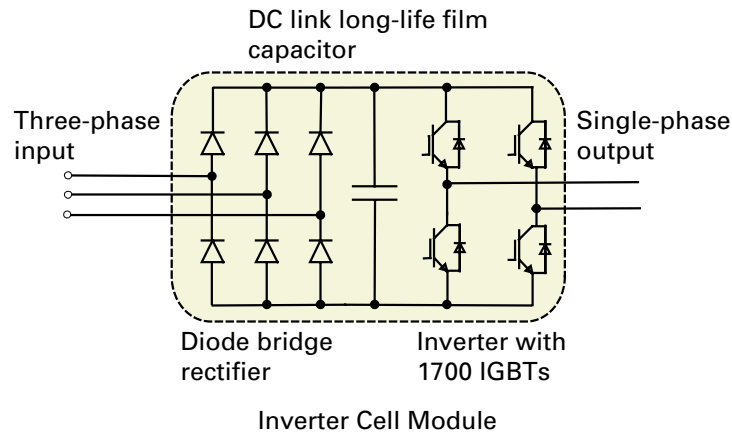 DC link long-life film
capacitor
Three-phase
input
Single-phase
output
Diode bridge
rectifier
Inverter with
1700 IGBTs
Inverter Cell Module